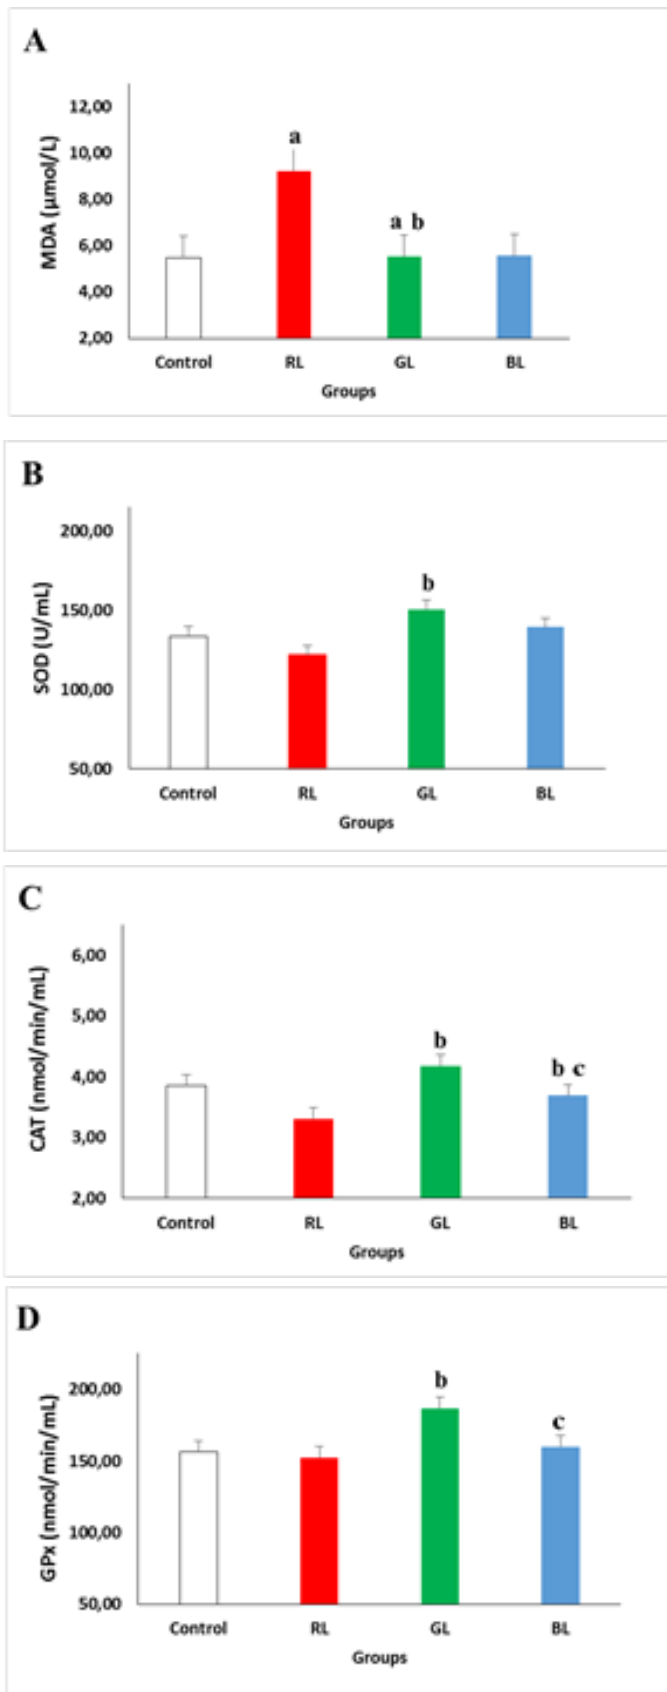 A
MDA (µmol/L)
12,00
10,00
8,00
6,00
4,00
2,00
a
a b
Control RL GL BL
Groups
B
SOD (U/mL)
200,00
150,00
100,00
50,00
b
Control RL GL BL
Groups
C
CAT (nmol/min/mL)
6,00
5,00
4,00
3,00
2,00
b
b c
Control RL GL BL
Groups
D
GPx (nmol/min/mL)
200,00
150,00
100,00
50,00
b
c
Control RL GL BL
Groups